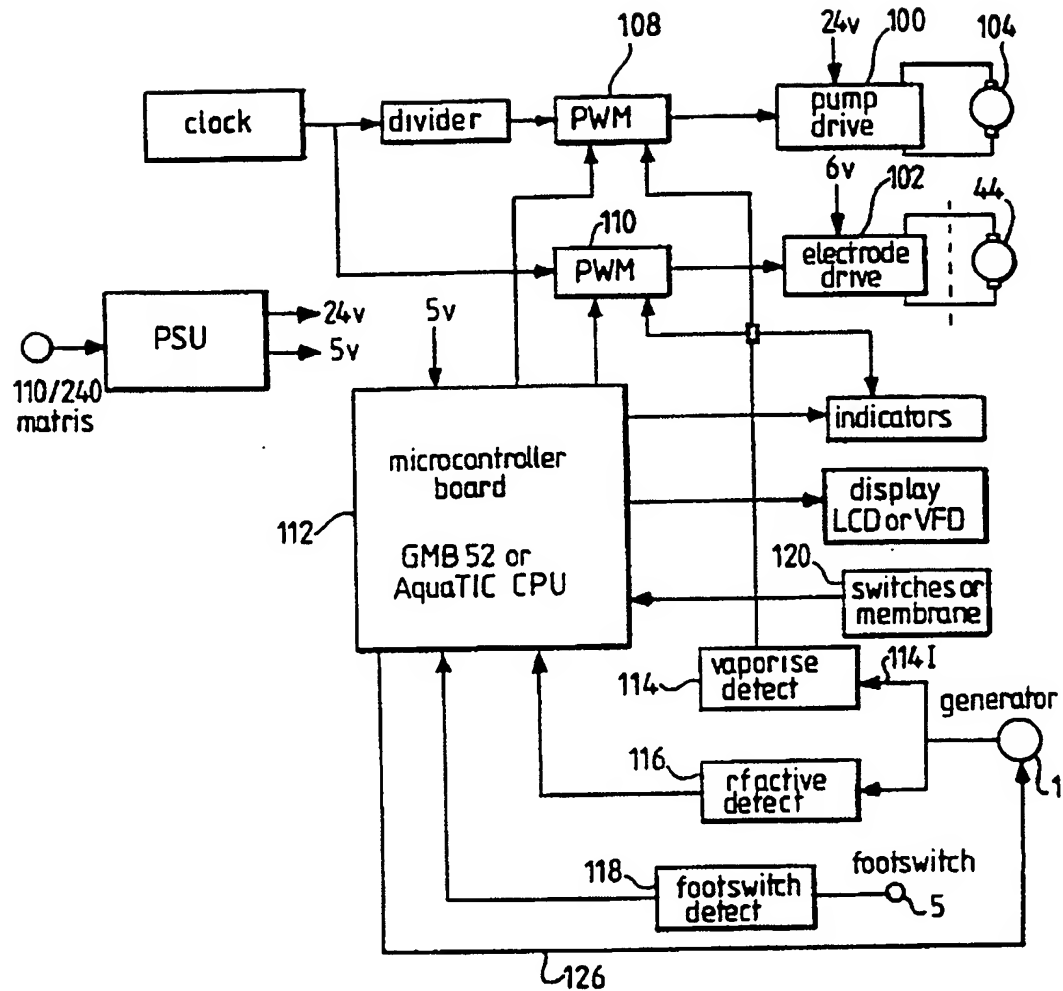 108
24v
100
104
clock
divider
PWM
pump
drive
6v
102
44
110
PWM
electrode
drive
PSU
24v
5v
5v
110/240
matris
indicators
microcontroller
board
display
LCD or VFD
112
GMB 52 or
AquaTIC CPU
120
switches or
membrane
114
vaporise
detect
114I
generator
116
rf active
detect
1
118
footswitch
detect
footswitch
5
126